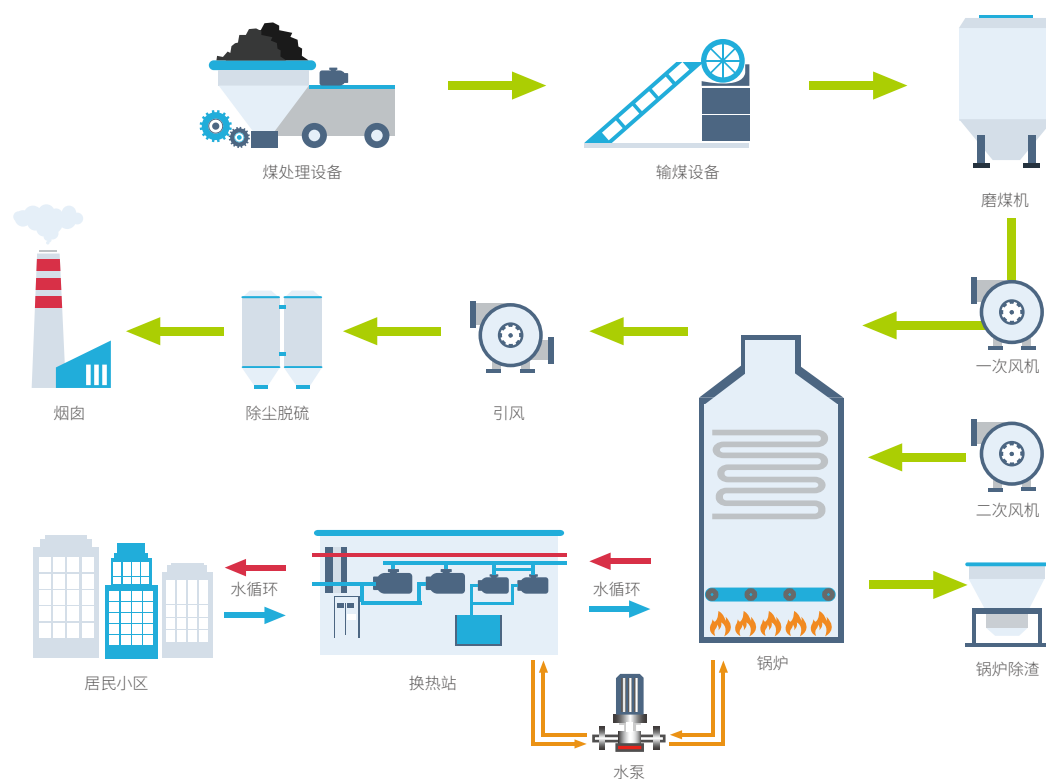 煤处理设备
输煤设备
磨煤机
一次风机
烟囱
除尘脱硫
引风
二次风机
水循环
水循环
锅炉
锅炉除渣
居民小区
换热站
水泵